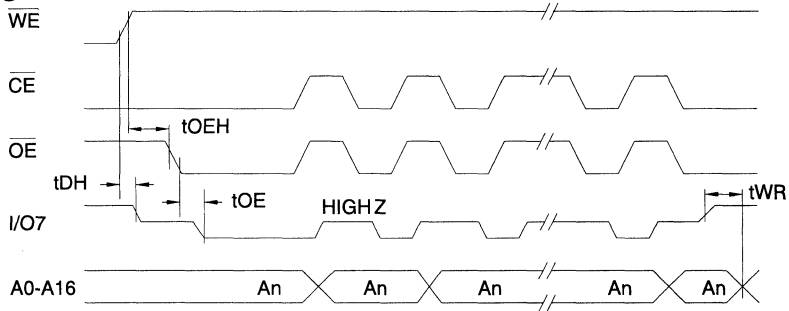 WE
CE
tOEH
OE
tDH
tOE
HIGH Z
tWR
I/O7
A0-A16 An An An An An